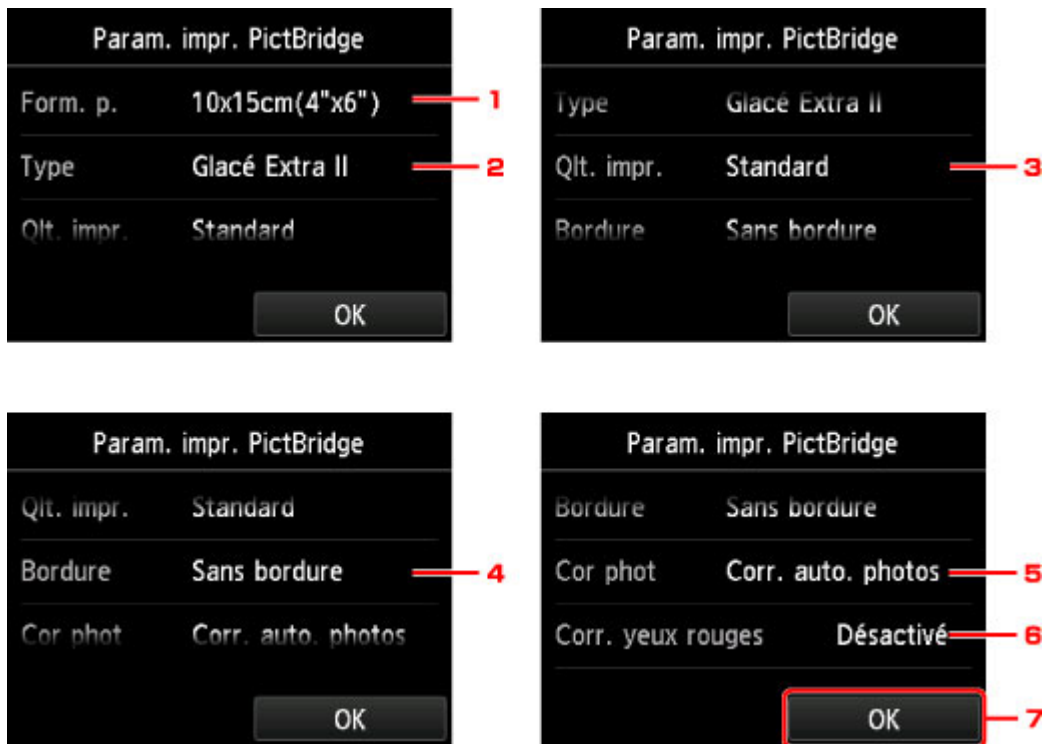 Param. impr. PictBridge
Form. p. 10x15cm(4"x6") 1
Type Glacé Extra II 2
Qlt. impr. Standard
OK
Param. impr. PictBridge
Type Glacé Extra II
Qlt. impr. Standard 3
Bordure Sans bordure
OK
Param. impr. PictBridge
Qlt. impr. Standard
Bordure Sans bordure 4
Cor phot Corr. auto. photos
OK
Param. impr. PictBridge
Bordure Sans bordure
Cor phot Corr. auto. photos 5
Corr. yeux rouges Désactivé 6
OK 7